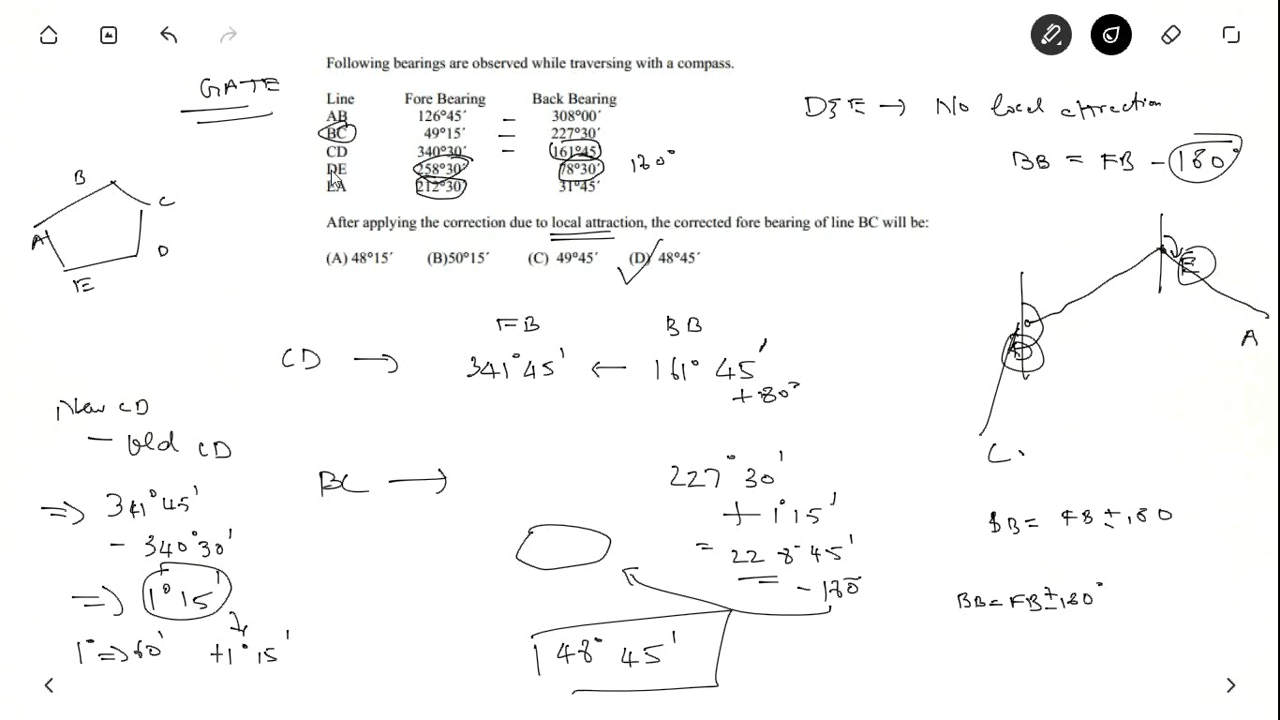 GATE
Following bearings are observed while traversing with a compass.
Line Fore Bearing Back Bearing
AB 126°45′ – 308°00′
BC 49°15′ – 227°30′
CD 340°30′ – 161°45′
DE 258°30′ 78°30′ 180°
EA 212°30′ 31°45′
After applying the correction due to local attraction, the corrected fore bearing of line BC will be:
(A) 48°15′ (B)50°15′ (C) 49°45′ (D) 48°45′
D&E → No local attraction
BB = FB - 180°
B
C
A
D
E
E
A
C
FB BB
CD → 341°45' ← 161°45'
+80°
New CD
- old CD
⇒ 341°45'
- 340°30'
⇒ 1°15'
1° ⇒ 60' +1°15'
BC → 227°30'
+ 1°15'
= 228°45'
- 180
48°45'
BB = FB ± 180
BB = FB ± 180°